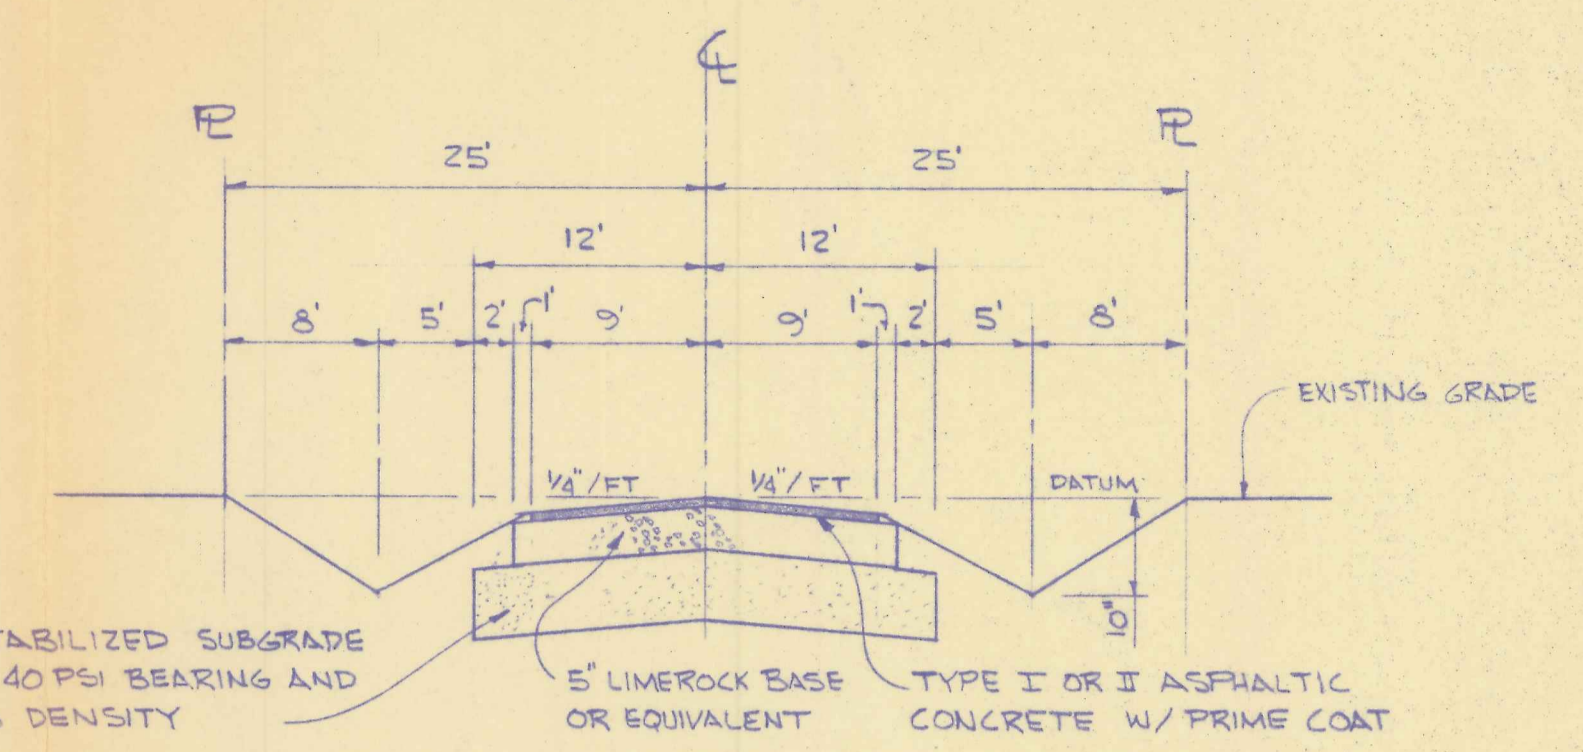 CL
PL
PL
25'
25'
12'
12'
8'
5'
2'
1'
9'
9'
1'
2'
5'
8'
EXISTING GRADE
1/4"/FT
1/4"/FT
DATUM
10"
TABILIZED SUBGRADE
40 PSI BEARING AND
DENSITY
5" LIMEROCK BASE
OR EQUIVALENT
TYPE I OR II ASPHALTIC
CONCRETE W/ PRIME COAT